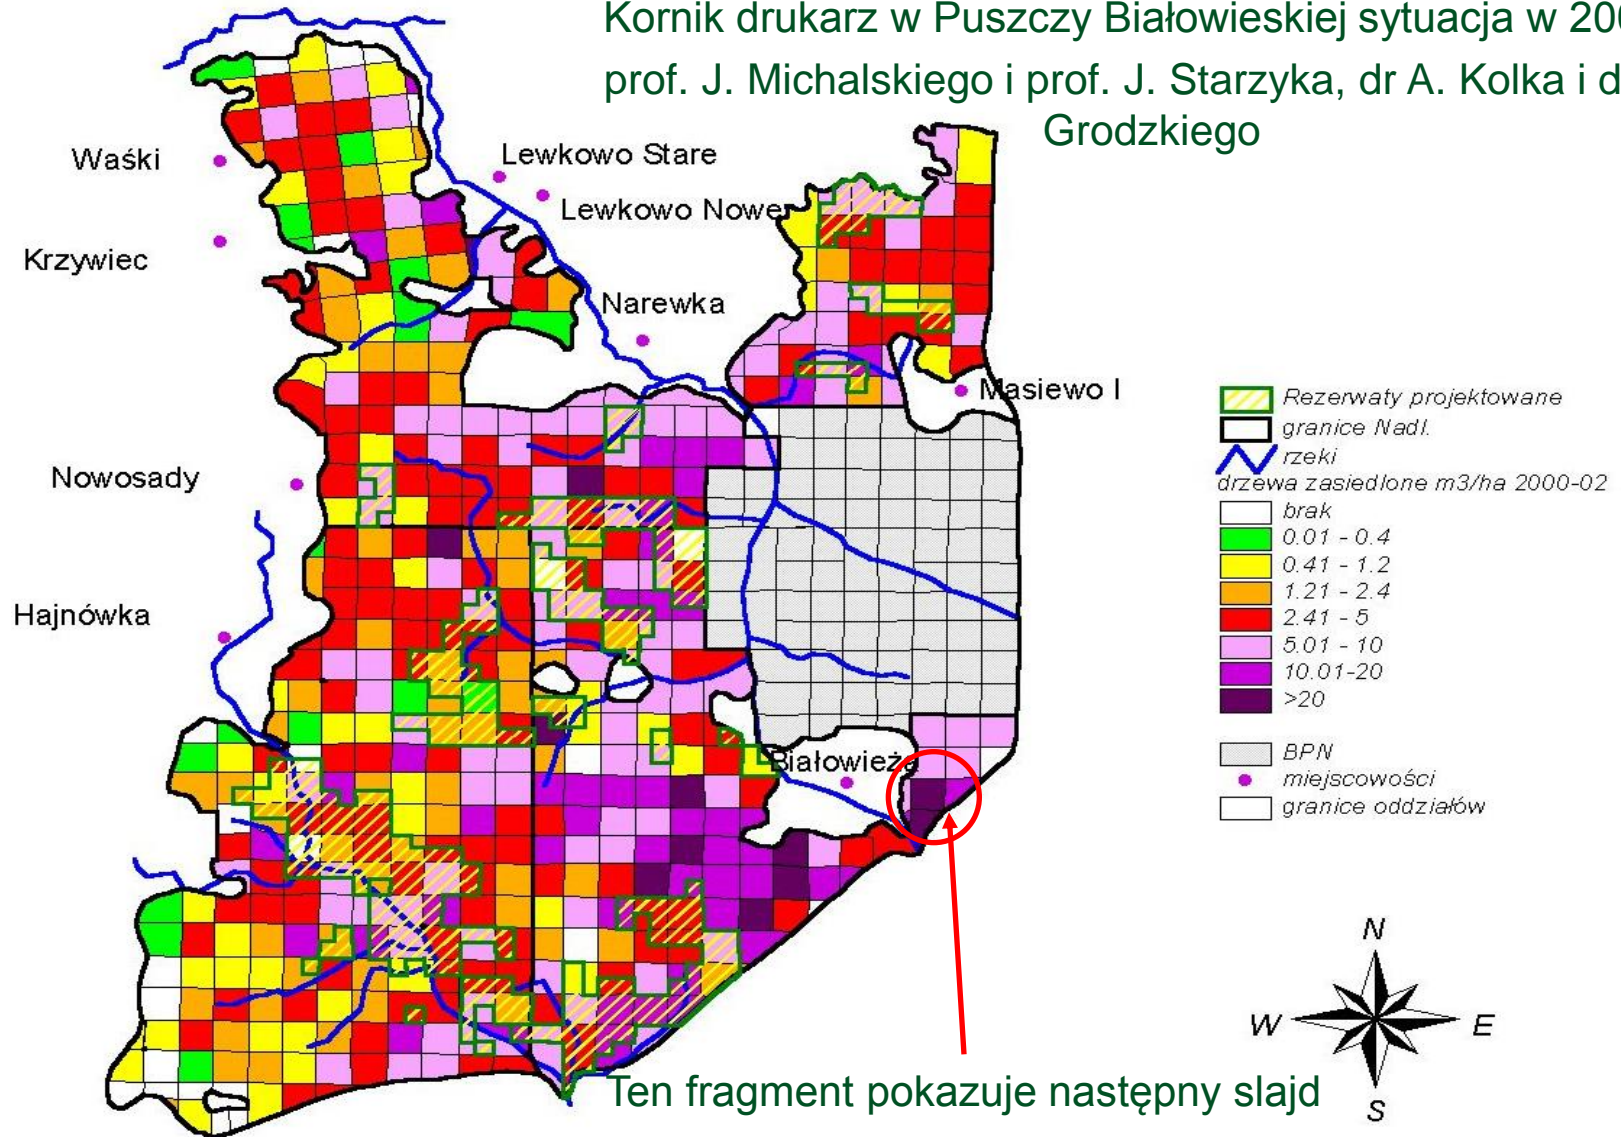 Kornik drukarz w Puszczy Białowieskiej sytuacja w
prof. J. Michalskiego i prof. J. Starzyka, dr A. Kolka i
Grodzkiego
Waśki
Lewkowo Stare
Lewkowo Nowe
Krzywiec
Narewka
Masiewo I
Nowosady
Hajnówka
Białowieża
Rezerwaty projektowane
granice Nadl.
rzeki
drzewa zasiedlone m3/ha 2000-02
brak
0.01 - 0.4
0.41 - 1.2
1.21 - 2.4
2.41 - 5
5.01 - 10
10.01-20
>20
BPN
miejscowości
granice oddziałów
N
W
E
S
Ten fragment pokazuje następny slajd